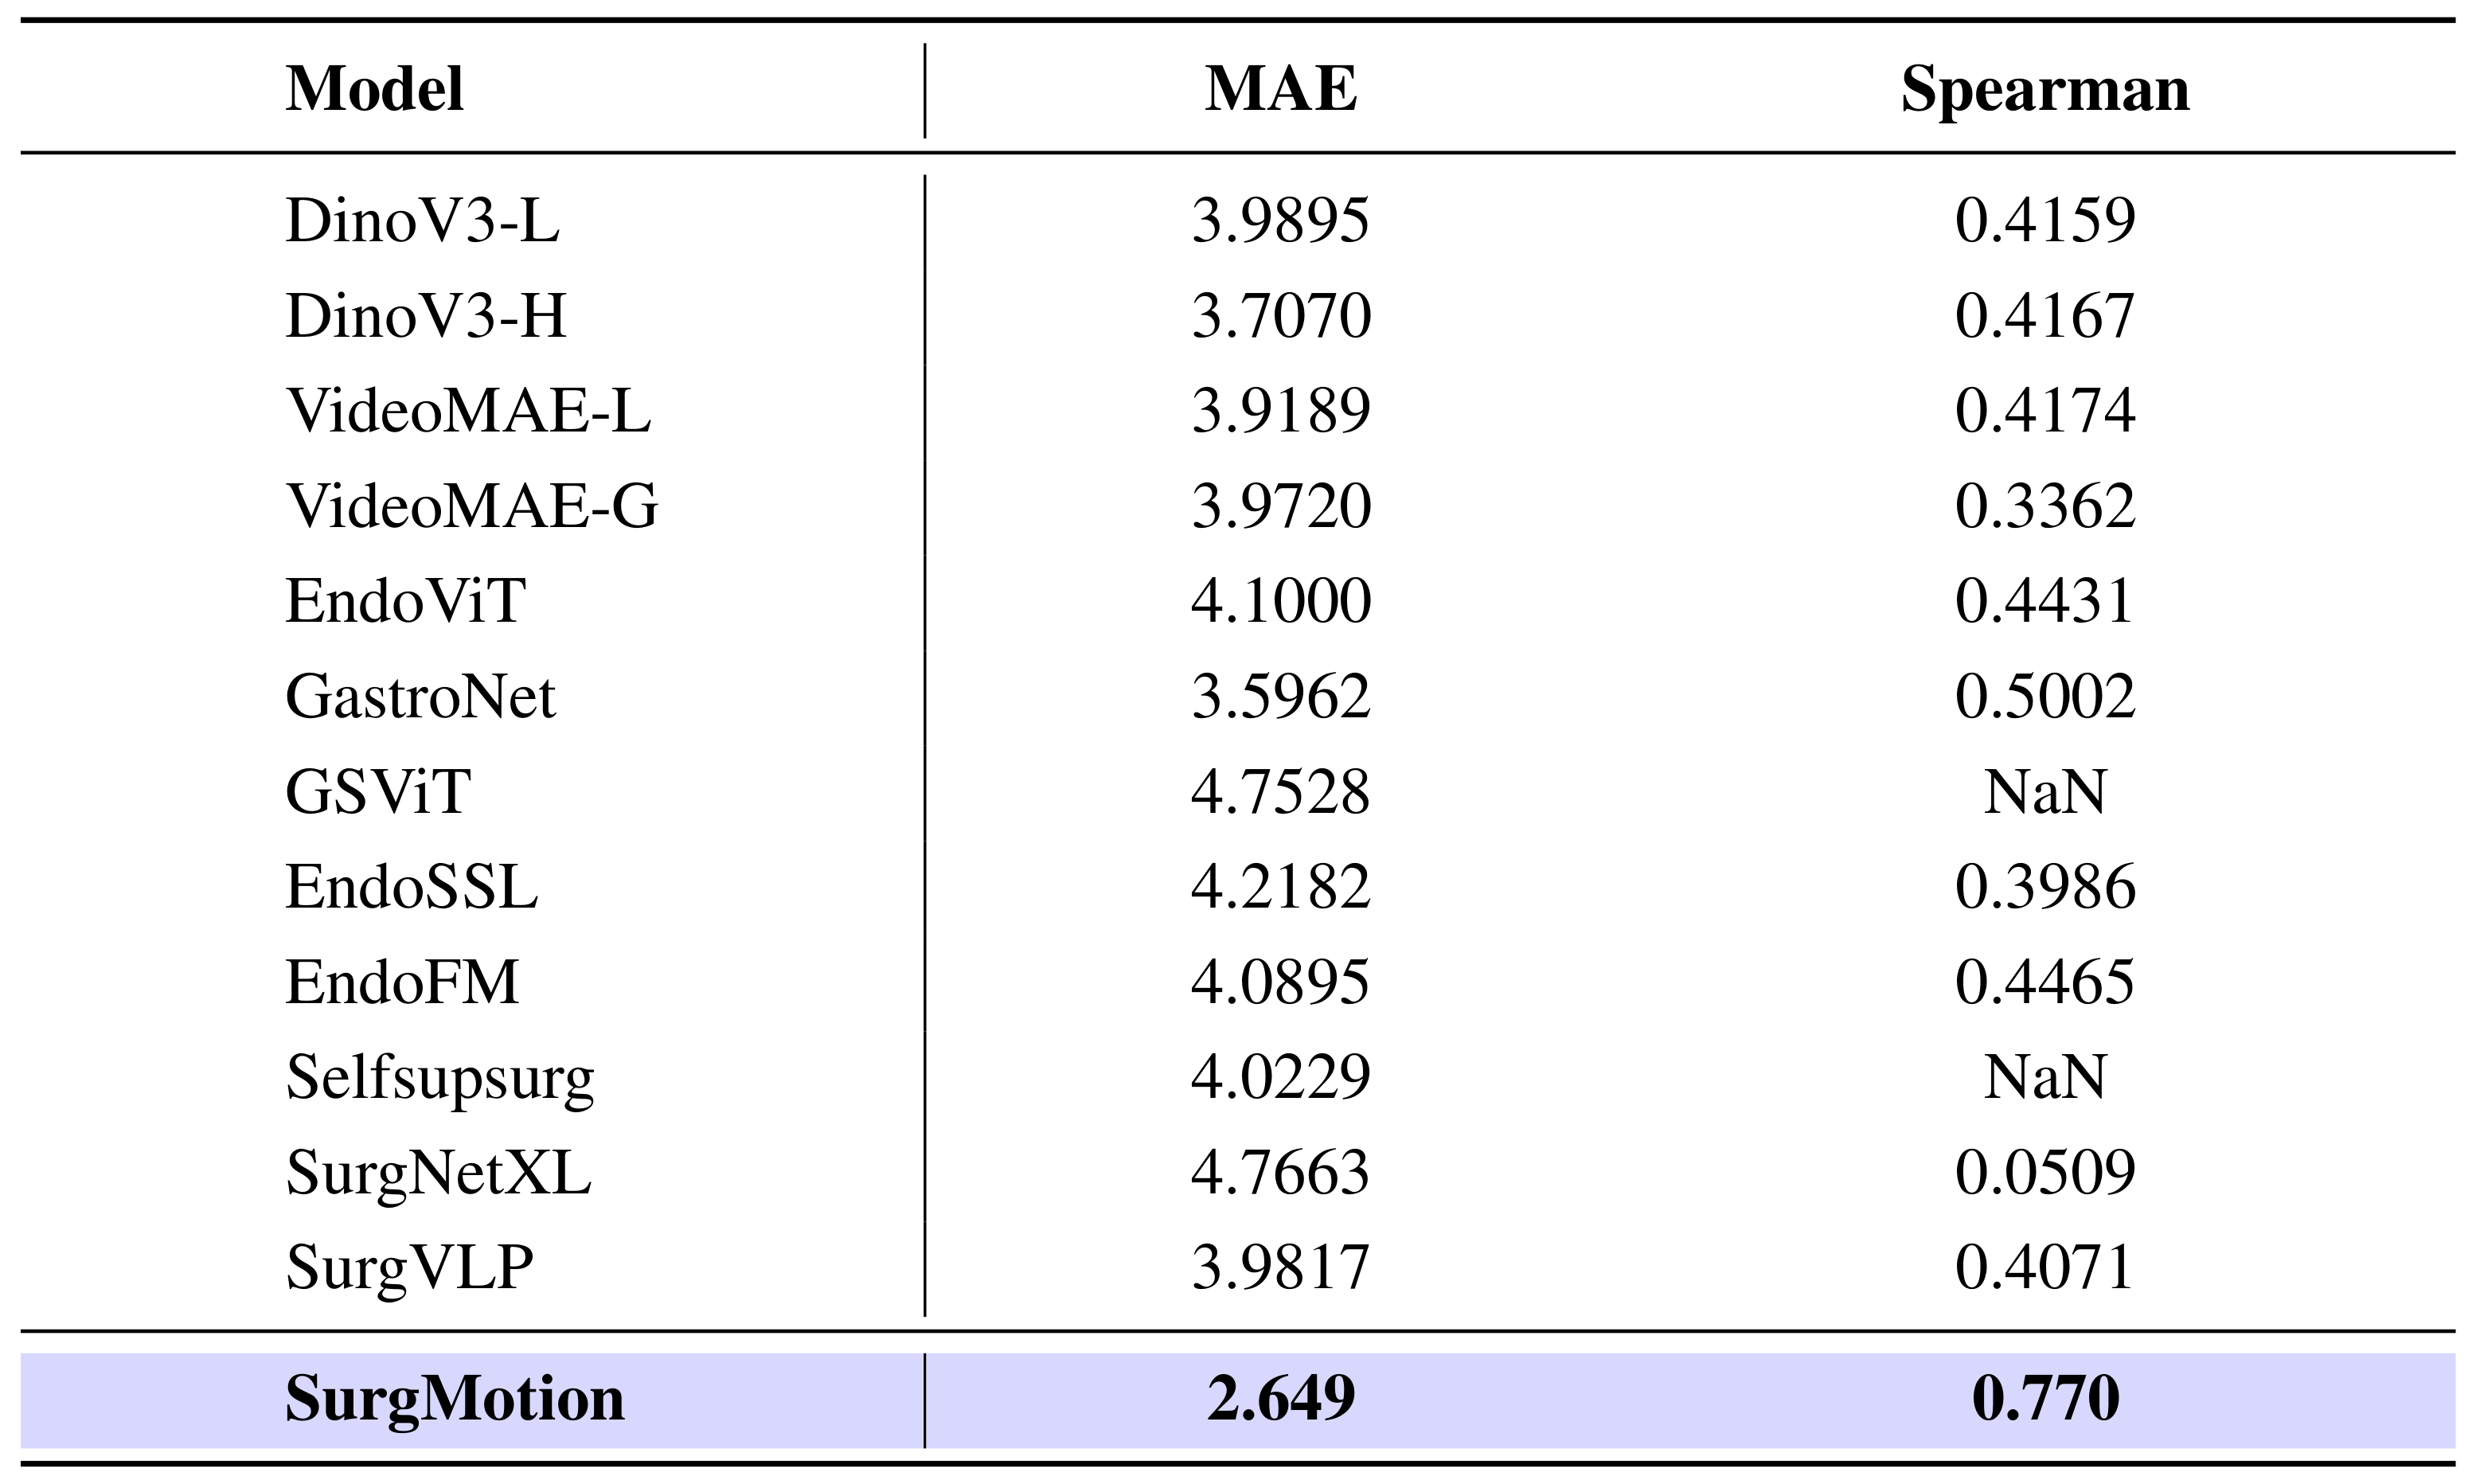 Model MAE Spearman
DinoV3-L 3.9895 0.4159
DinoV3-H 3.7070 0.4167
VideoMAE-L 3.9189 0.4174
VideoMAE-G 3.9720 0.3362
EndoViT 4.1000 0.4431
GastroNet 3.5962 0.5002
GSViT 4.7528 NaN
EndoSSL 4.2182 0.3986
EndoFM 4.0895 0.4465
Selfsupsurg 4.0229 NaN
SurgNetXL 4.7663 0.0509
SurgVLP 3.9817 0.4071
SurgMotion 2.649 0.770